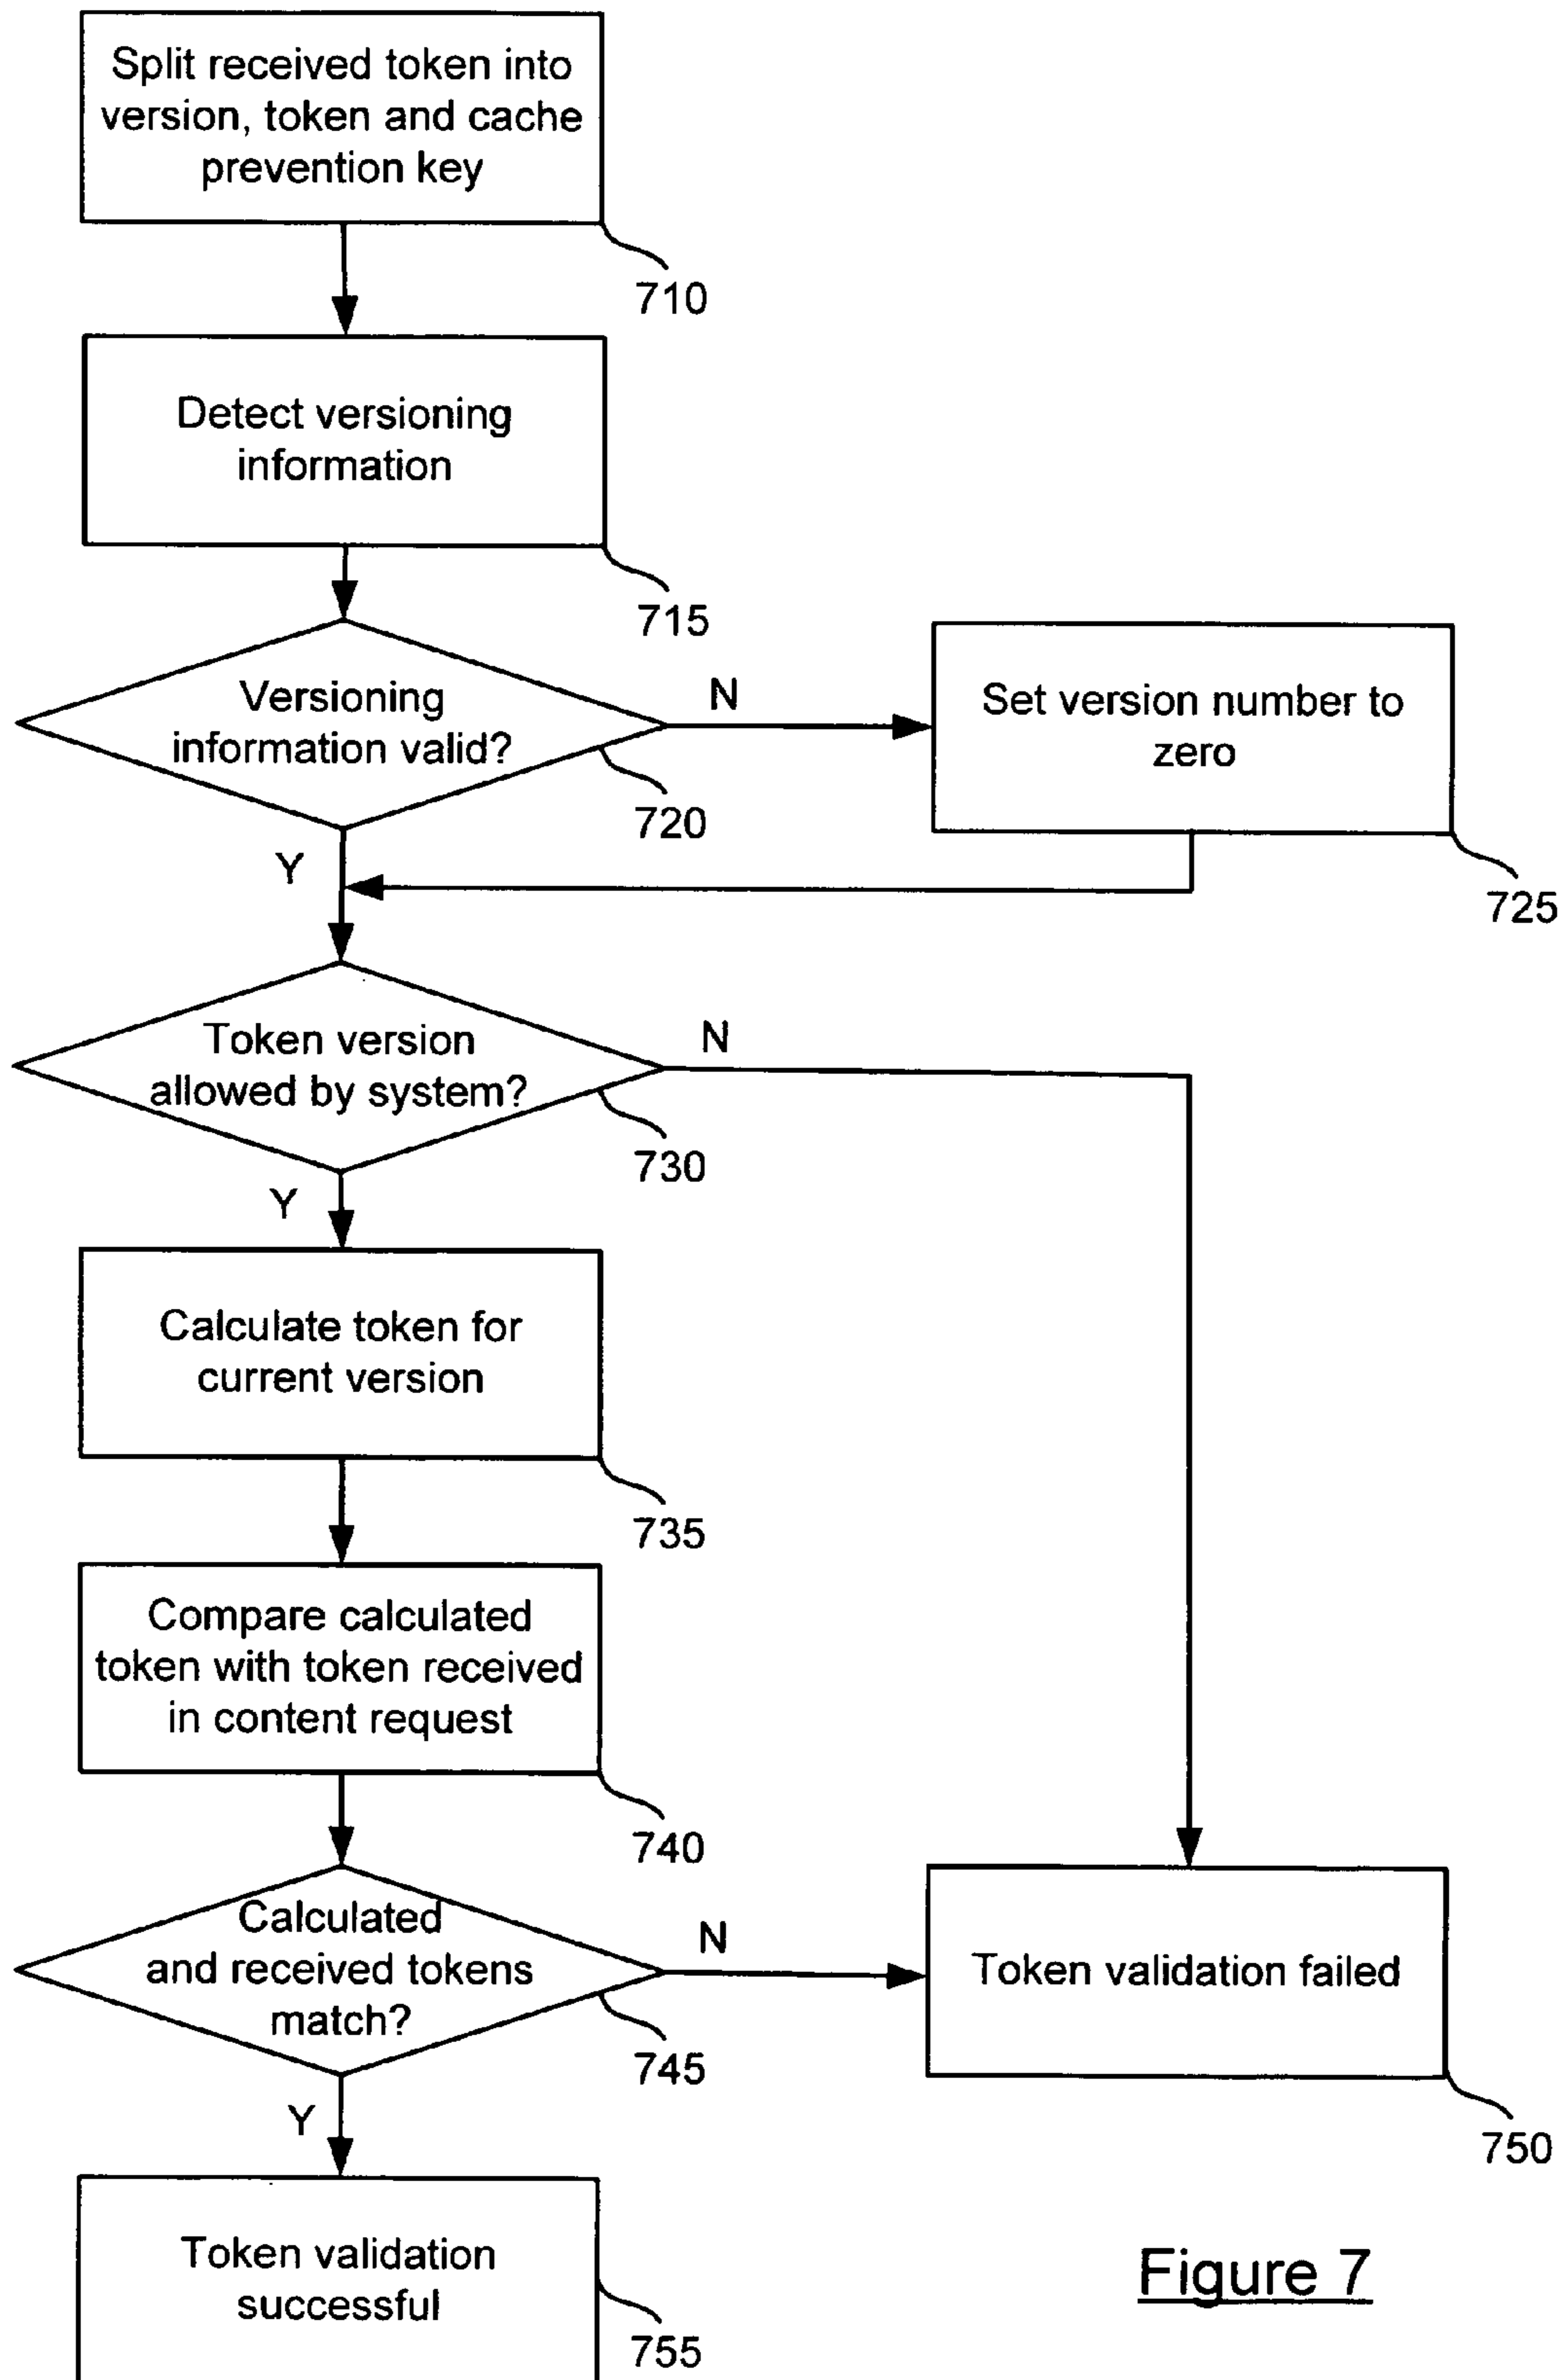 Split received token into
version, token and cache
prevention key
710
Detect versioning
information
715
Versioning
information valid?
720
N
Set version number to
zero
725
Y
Token version
allowed by system?
730
N
Y
Calculate token for
current version
735
Compare calculated
token with token received
in content request
740
Calculated
and received tokens
match?
745
N
Token validation failed
750
Y
Token validation
successful
755
Figure 7